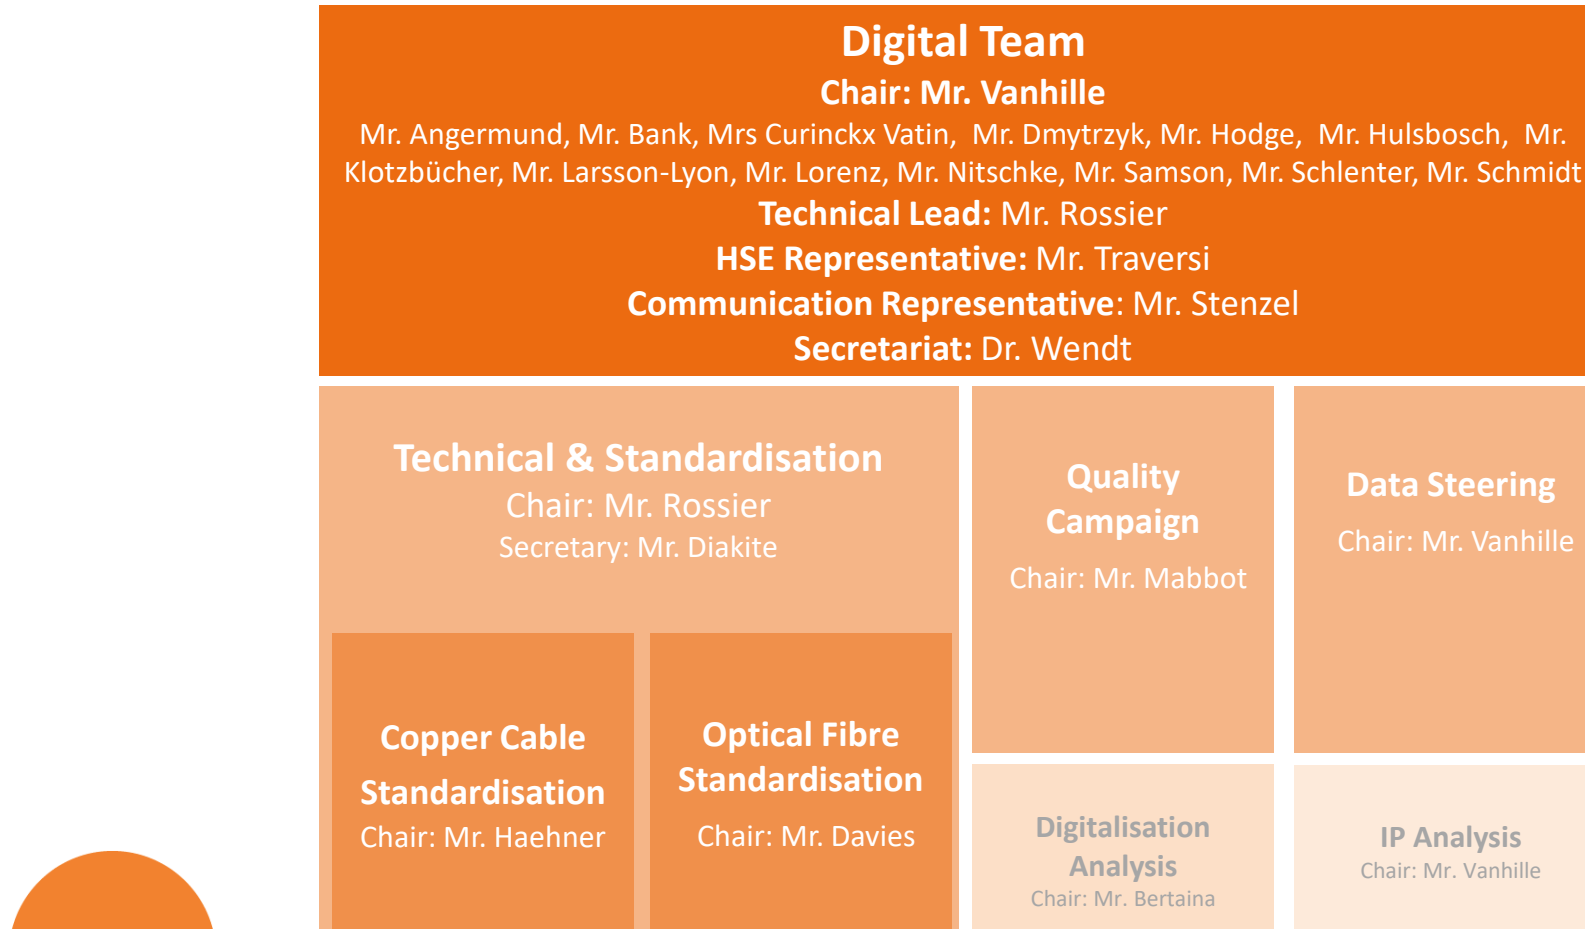 Digital Team
Chair: Mr. Vanhille
Mr. Angermund, Mr. Bank, Mrs Curinckx Vatin, Mr. Dmytrzyk, Mr. Hodge, Mr. Hulsbosch, Mr.
Klotzbücher, Mr. Larsson-Lyon, Mr. Lorenz, Mr. Nitschke, Mr. Samson, Mr. Schlenter, Mr. Schmidt
Technical Lead: Mr. Rossier
HSE Representative: Mr. Traversi
Communication Representative: Mr. Stenzel
Secretariat: Dr. Wendt
Technical & Standardisation
Chair: Mr. Rossier
Secretary: Mr. Diakite
Copper Cable
Standardisation
Chair: Mr. Haehner
Optical Fibre
Standardisation
Chair: Mr. Davies
Quality
Campaign
Chair: Mr. Mabbot
Data Steering
Chair: Mr. Vanhille
Digitalisation
Analysis
Chair: Mr. Bertaina
IP Analysis
Chair: Mr. Vanhille